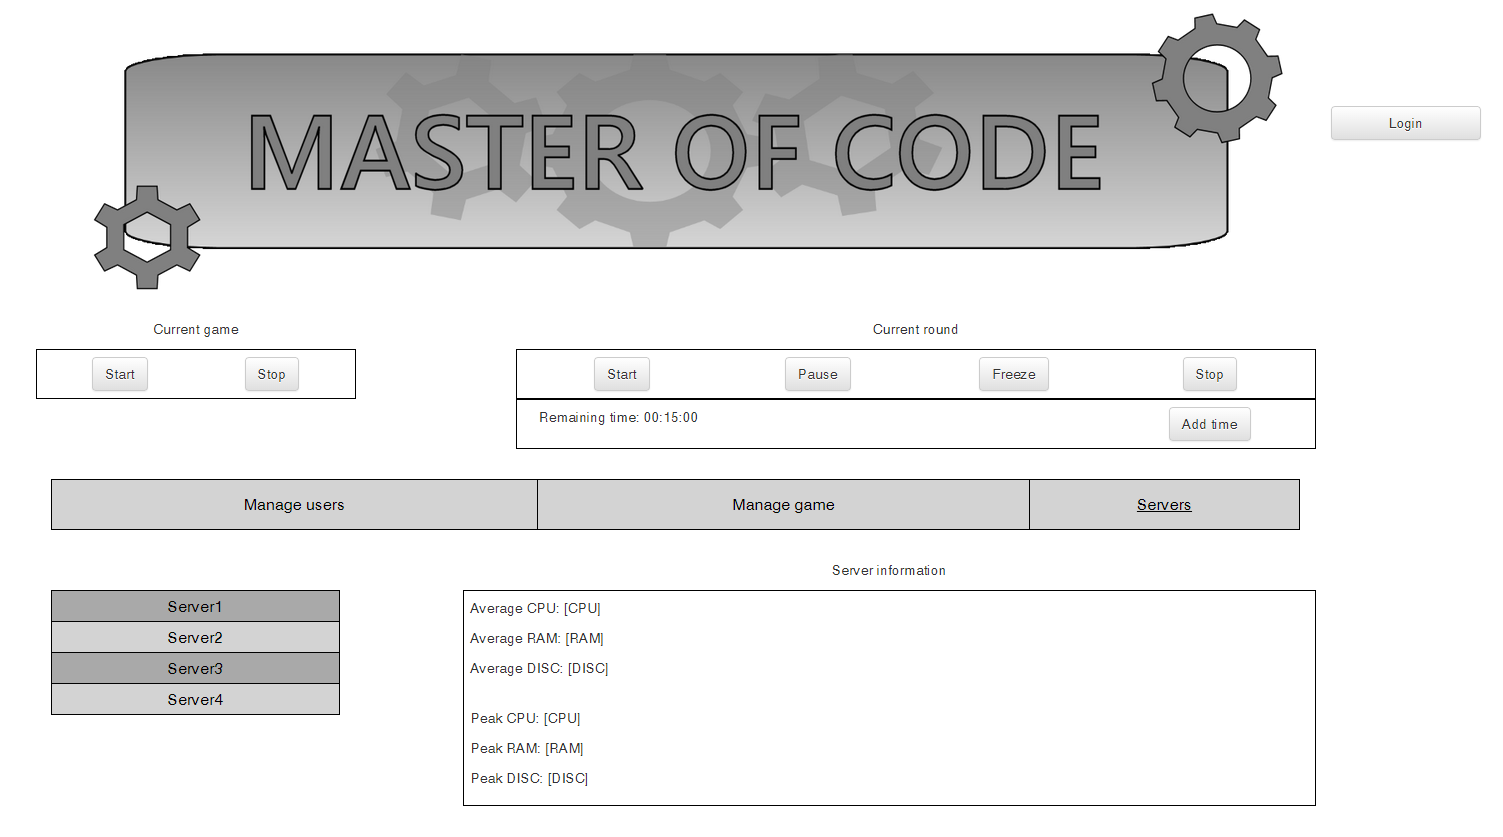 MASTER OF CODE
Login
Current game
Current round
Start Stop
Start Pause Freeze Stop
Remaining time: 00:15:00
Add time
Manage users Manage game Servers
Server information
Server1
Server2
Server3
Server4
Average CPU: [CPU]
Average RAM: [RAM]
Average DISC: [DISC]
Peak CPU: [CPU]
Peak RAM: [RAM]
Peak DISC: [DISC]